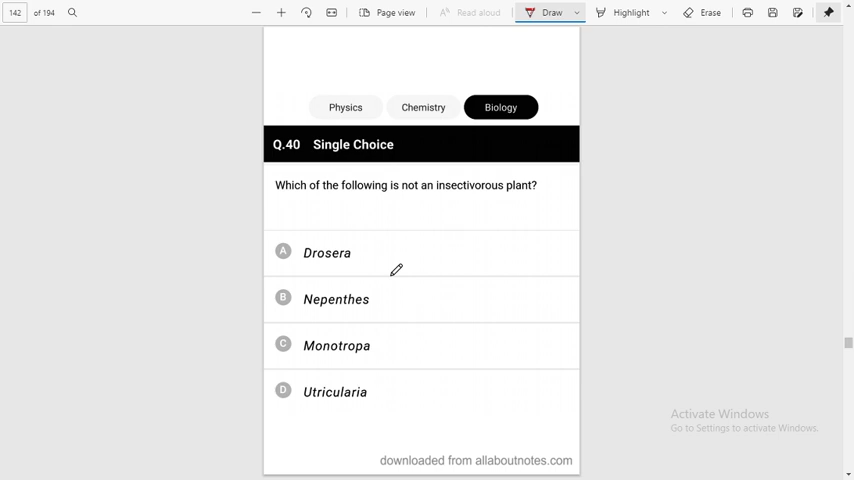 142 of 194 Page view Read aloud Draw Highlight Erase
Physics Chemistry Biology
Q.40 Single Choice
Which of the following is not an insectivorous plant?
A Drosera
B Nepenthes
C Monotropa
D Utricularia
Activate Windows
Go to Settings to activate Windows.
downloaded from allaboutnotes.com